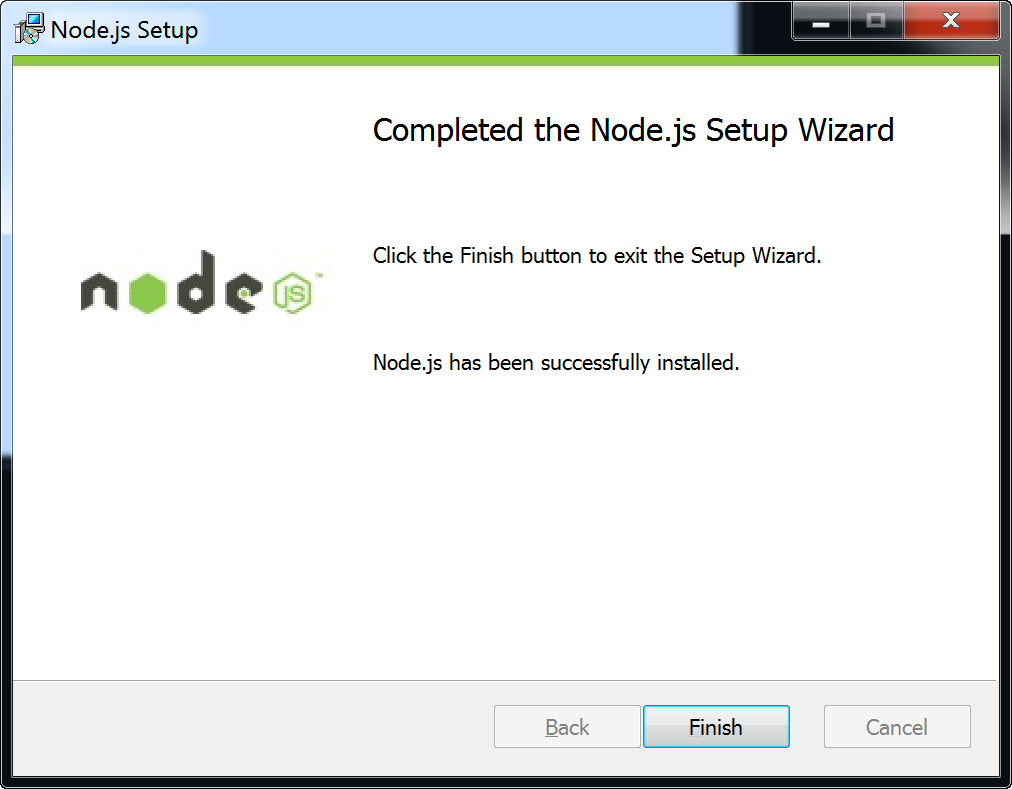 Node.js Setup
Completed the Node.js Setup Wizard
Click the Finish button to exit the Setup Wizard.
node JS™
Node.js has been successfully installed.
Back
Finish
Cancel